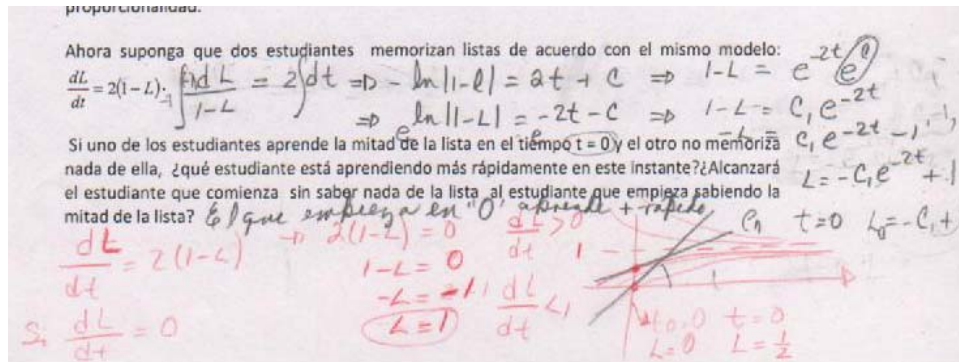 proporcionalidad.
Ahora suponga que dos estudiantes memorizan listas de acuerdo con el mismo modelo:
dL/dt = 2(1-L). ∫ dL/1-L = 2∫dt ⇒ - ln|1-l| = 2t + C ⇒ 1-L = e^-2t e^C
⇒ ln|1-L| = -2t - C ⇒ 1-L = C₁e^-2t
Si uno de los estudiantes aprende la mitad de la lista en el tiempo t = 0 y el otro no memoriza -L = C₁e^-2t -1
nada de ella, ¿qué estudiante está aprendiendo más rápidamente en este instante?¿Alcanzará L = -C₁e^-2t + 1
el estudiante que comienza sin saber nada de la lista al estudiante que empieza sabiendo la
mitad de la lista? El que empieza en "0" aprende + rápido En t=0 L₀=-C₁+
dL/dt = 2(1-L) → 2(1-L) = 0 dL/dt > 0 1
1-L = 0
-L = -1 dL/dt < 1
Si dL/dt = 0 L = 1
t=0 t=0
L=0 L=1/2